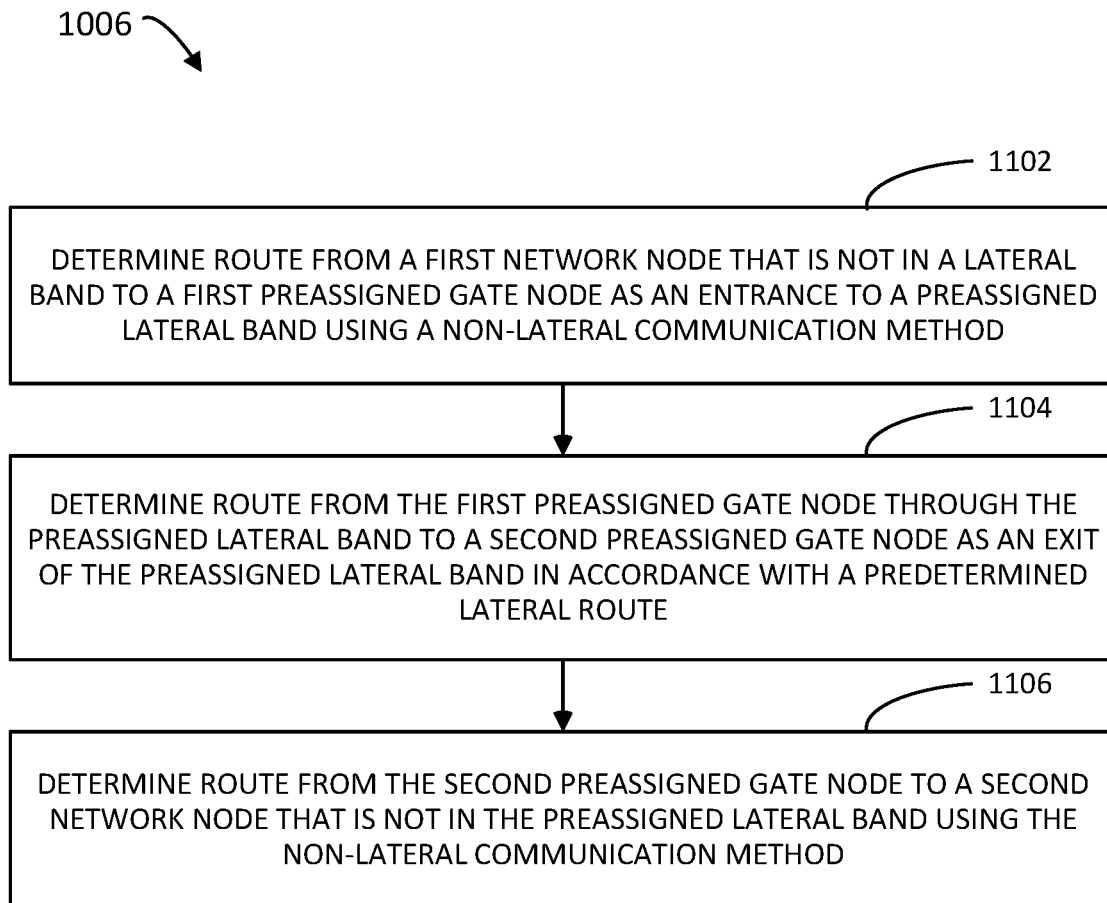 1006
1102
DETERMINE ROUTE FROM A FIRST NETWORK NODE THAT IS NOT IN A LATERAL
BAND TO A FIRST PREASSIGNED GATE NODE AS AN ENTRANCE TO A PREASSIGNED
LATERAL BAND USING A NON-LATERAL COMMUNICATION METHOD
1104
DETERMINE ROUTE FROM THE FIRST PREASSIGNED GATE NODE THROUGH THE
PREASSIGNED LATERAL BAND TO A SECOND PREASSIGNED GATE NODE AS AN EXIT
OF THE PREASSIGNED LATERAL BAND IN ACCORDANCE WITH A PREDETERMINED
LATERAL ROUTE
1106
DETERMINE ROUTE FROM THE SECOND PREASSIGNED GATE NODE TO A SECOND
NETWORK NODE THAT IS NOT IN THE PREASSIGNED LATERAL BAND USING THE
NON-LATERAL COMMUNICATION METHOD